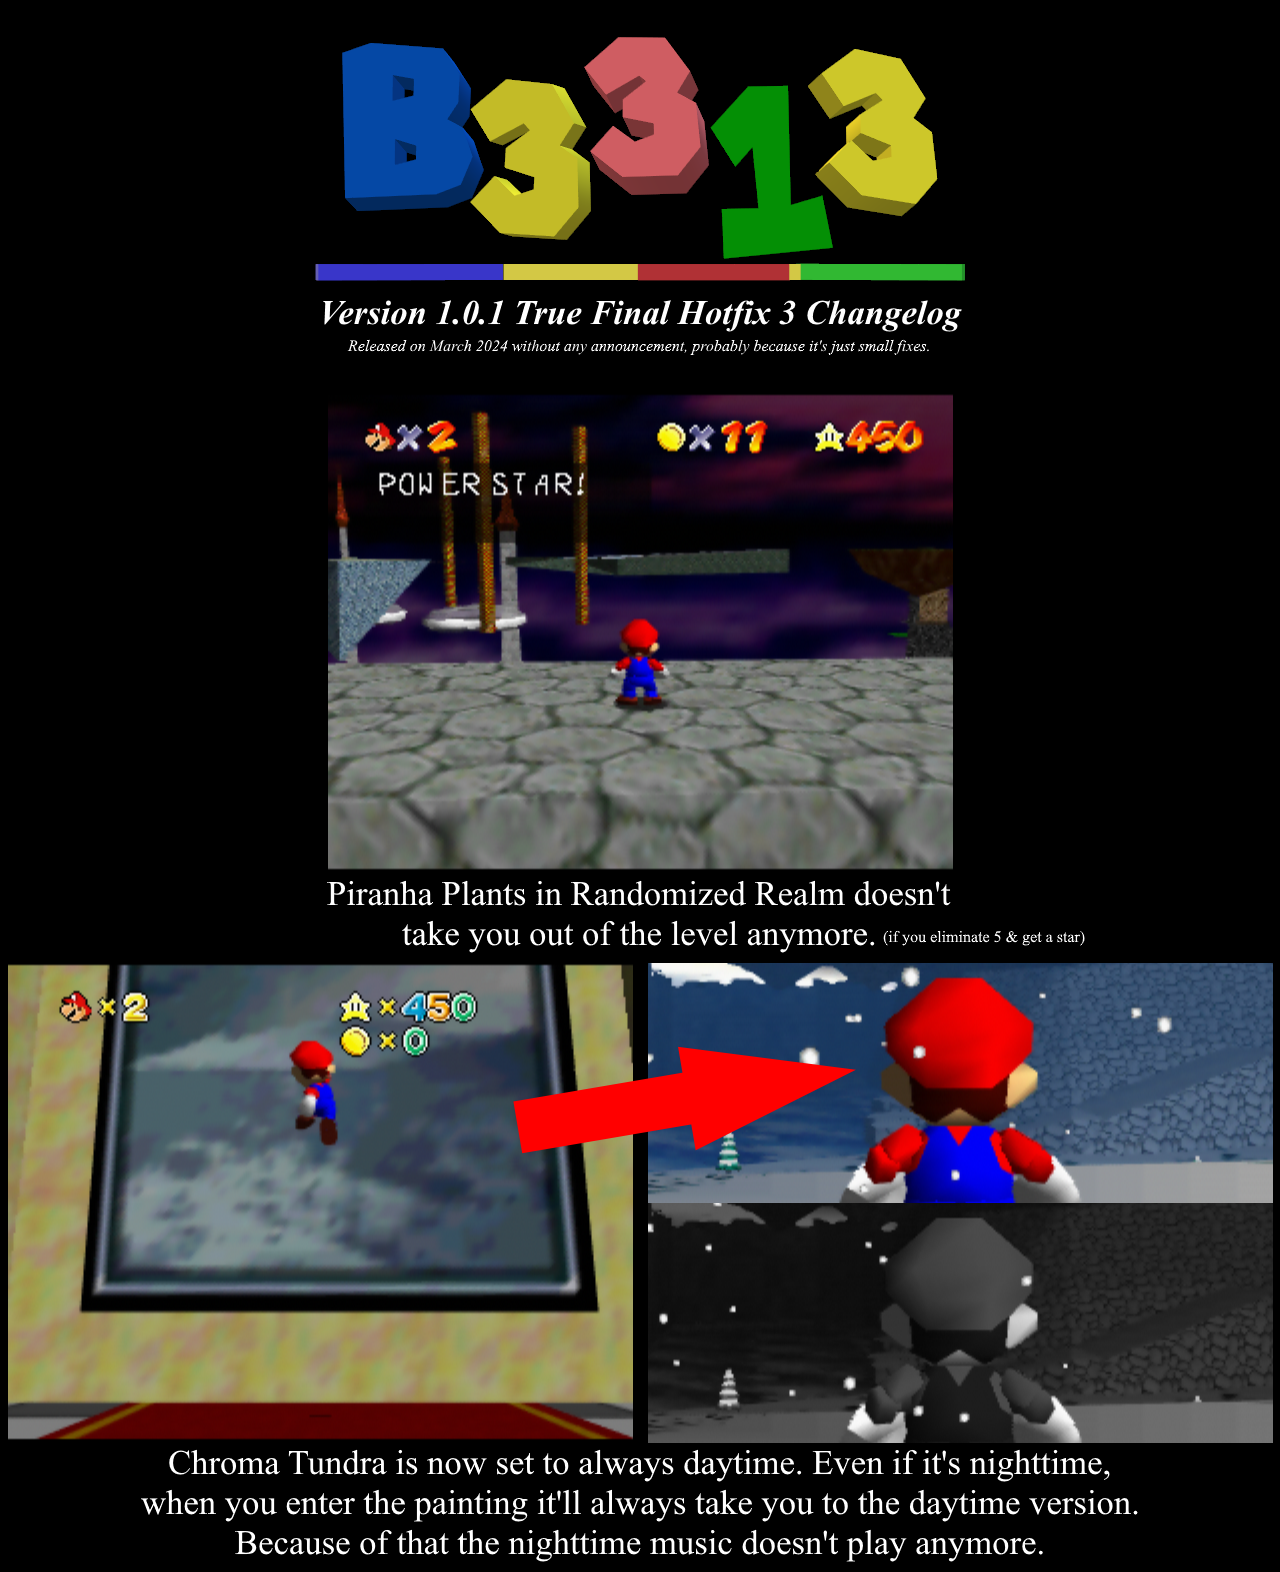 B3313
Version 1.0.1 True Final Hotfix 3 Changelog
Released on March 2024 without any announcement, probably because it's just small fixes.
×2 ×11 450
POWER STAR!
Piranha Plants in Randomized Realm doesn't
take you out of the level anymore. (if you eliminate 5 & get a star)
×2 ×450
×0
Chroma Tundra is now set to always daytime. Even if it's nighttime,
when you enter the painting it'll always take you to the daytime version.
Because of that the nighttime music doesn't play anymore.